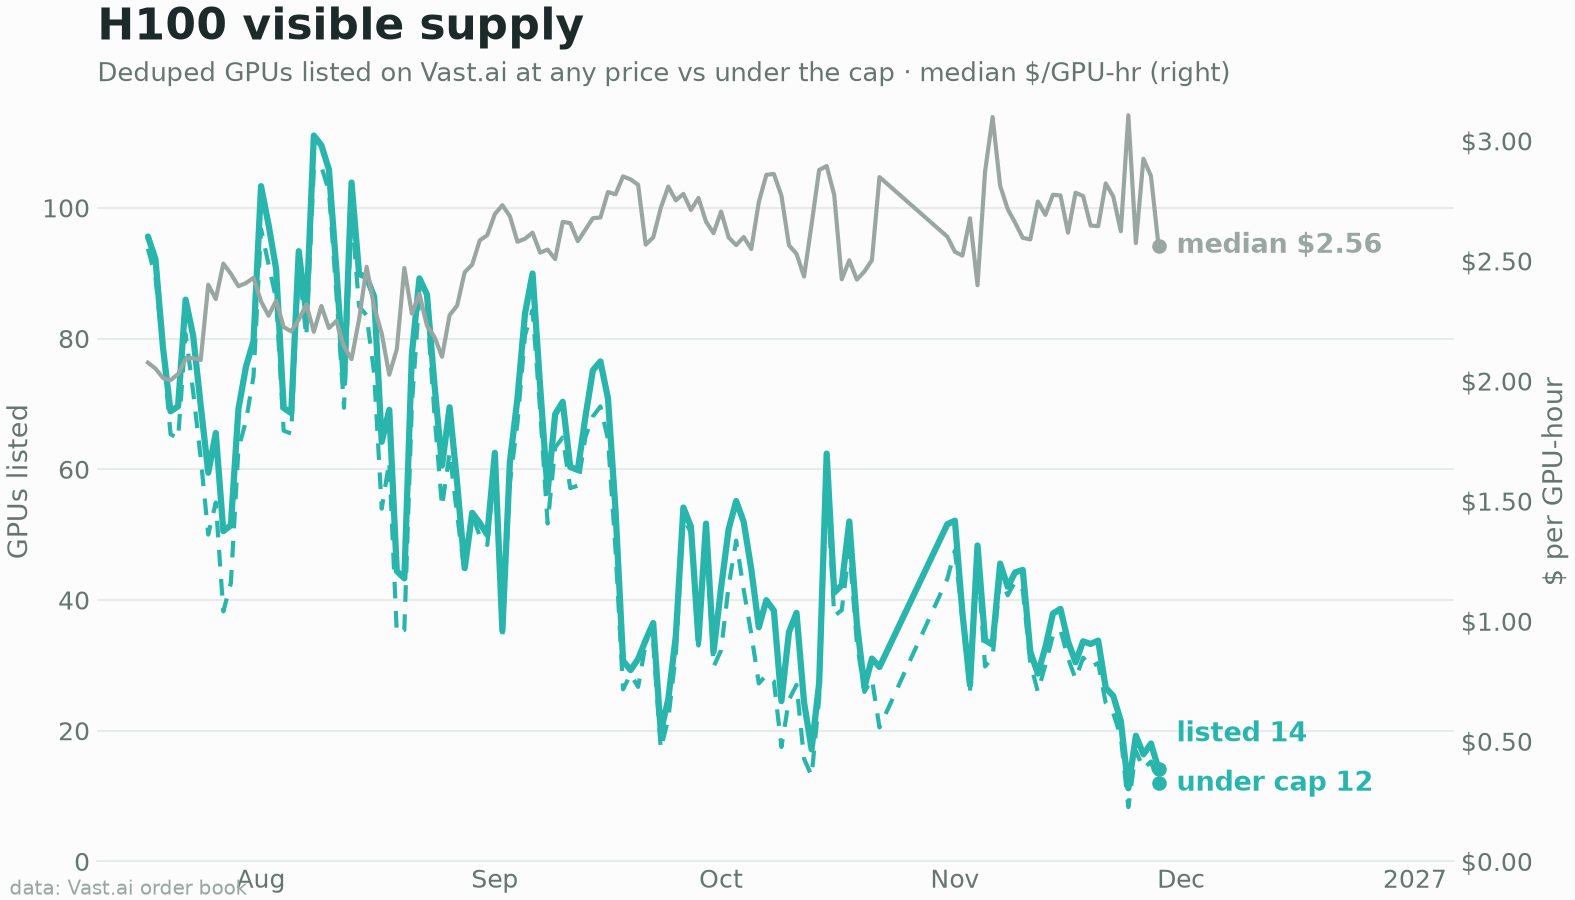 H100 visible supply
Deduped GPUs listed on Vast.ai at any price vs under the cap · median $/GPU-hr (right)
GPUs listed
100
80
60
40
20
0
$3.00
$2.50
$2.00
$1.50
$1.00
$0.50
$0.00
$ per GPU-hour
median $2.56
listed 14
under cap 12
Aug Sep Oct Nov Dec 2027
data: Vast.ai order book